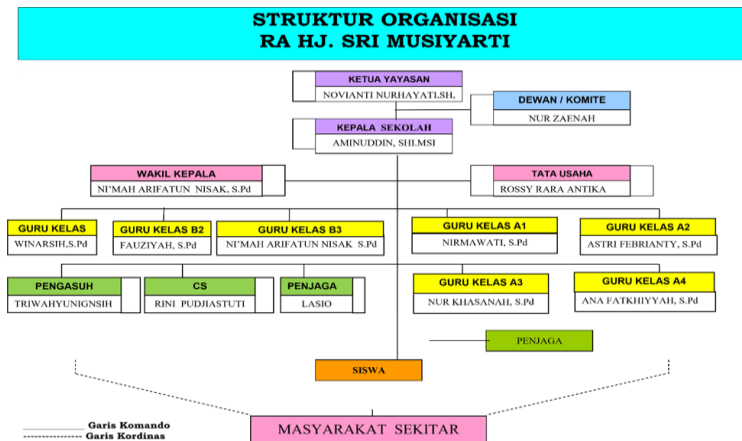 STRUKTUR ORGANISASI
RA HJ. SRI MUSIYARTI
KETUA YAYASAN
NOVIANTI NURHAYATI.SH.
DEWAN / KOMITE
NUR ZAENAH
KEPALA SEKOLAH
AMINUDDIN, SHI.MSI
WAKIL KEPALA
NI'MAH ARIFATUN NISAK, S.Pd
TATA USAHA
ROSSY RARA ANTIKA
GURU KELAS
WINARSIH,S.Pd
GURU KELAS B2
FAUZIYAH, S.Pd
GURU KELAS B3
NI'MAH ARIFATUN NISAK S.Pd
GURU KELAS A1
NIRMAWATI, S.Pd
GURU KELAS A2
ASTRI FEBRIANTY, S.Pd
PENGASUH
TRIWAHYUNIGNSIH
CS
RINI PUDJIASTUTI
PENJAGA
LASIO
GURU KELAS A3
NUR KHASANAH, S.Pd
GURU KELAS A4
ANA FATKHIYYAH, S.Pd
PENJAGA
SISWA
MASYARAKAT SEKITAR
Garis Komando
Garis Kordinas